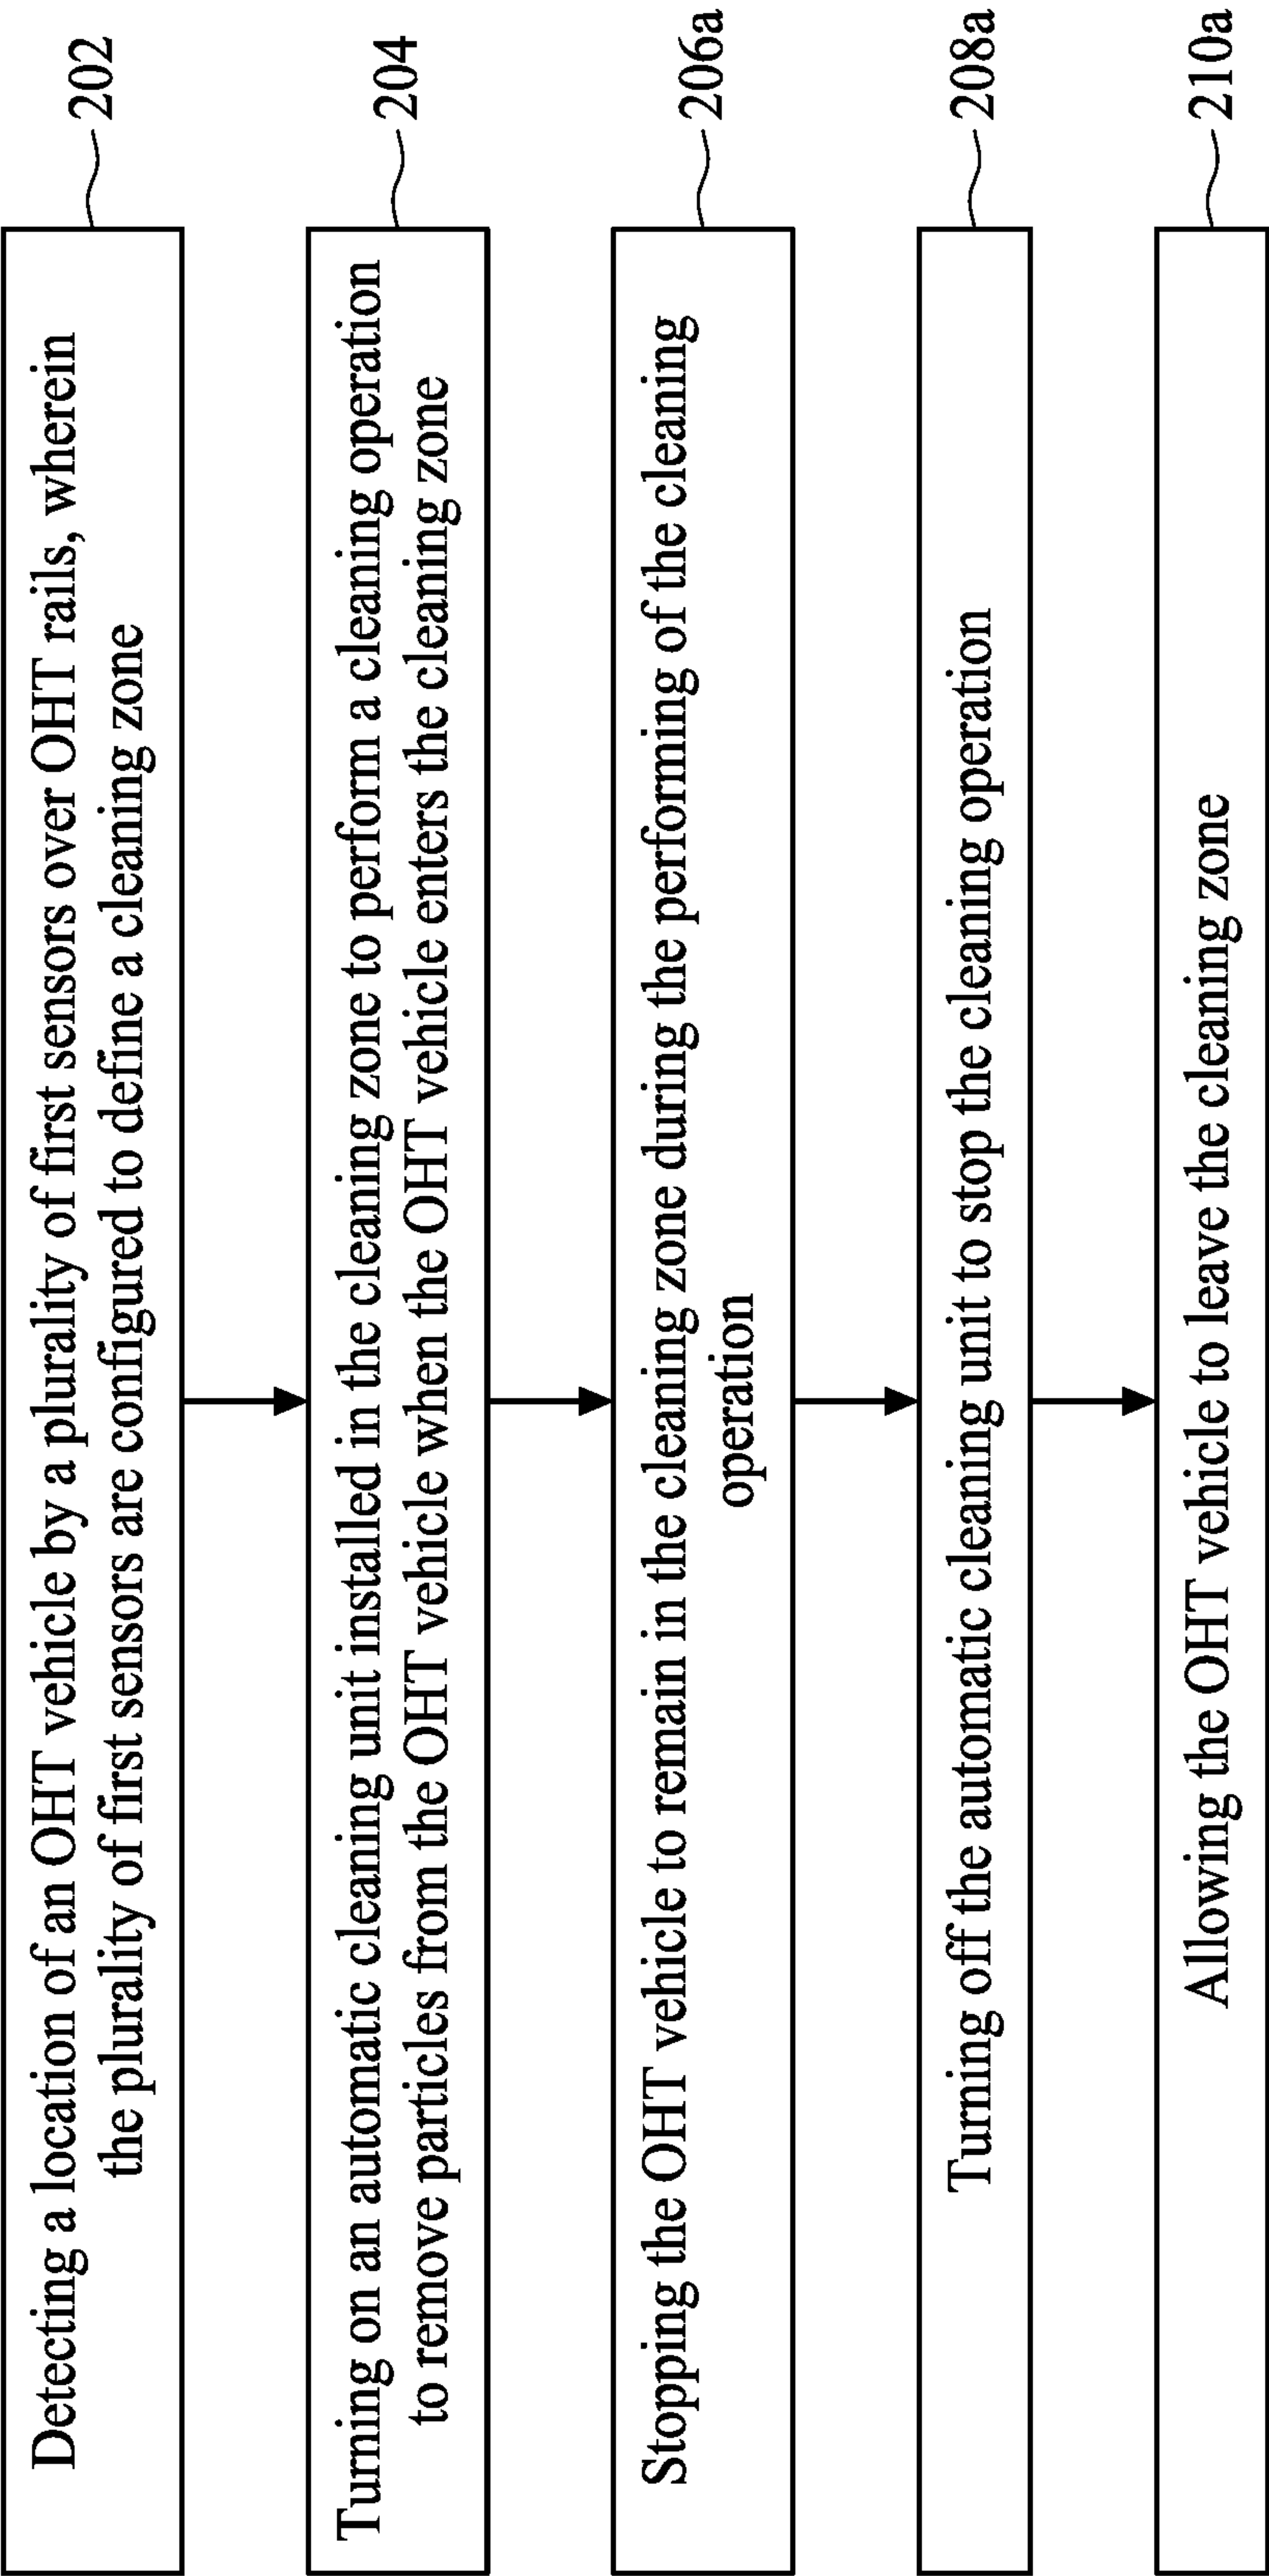 Detecting a location of an OHT vehicle by a plurality of first sensors over OHT rails, wherein
the plurality of first sensors are configured to define a cleaning zone
202
Turning on an automatic cleaning unit installed in the cleaning zone to perform a cleaning operation
to remove particles from the OHT vehicle when the OHT vehicle enters the cleaning zone
204
Stopping the OHT vehicle to remain in the cleaning zone during the performing of the cleaning
operation
206a
Turning off the automatic cleaning unit to stop the cleaning operation
208a
Allowing the OHT vehicle to leave the cleaning zone
210a